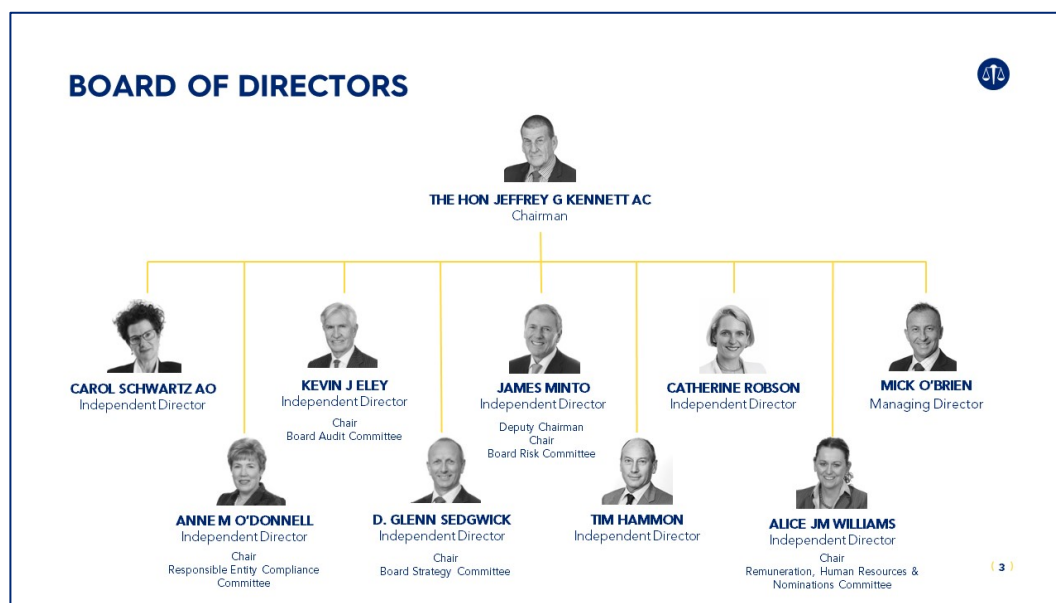 BOARD OF DIRECTORS
THE HON JEFFREY G KENNETT AC
Chairman
CAROL SCHWARTZ AO
Independent Director
KEVIN J ELEY
Independent Director
Chair
Board Audit Committee
JAMES MINTO
Independent Director
Deputy Chairman
Chair
Board Risk Committee
CATHERINE ROBSON
Independent Director
MICK O'BRIEN
Managing Director
ANNE M O'DONNELL
Independent Director
Chair
Responsible Entity Compliance
Committee
D. GLENN SEDGWICK
Independent Director
Chair
Board Strategy Committee
TIM HAMMON
Independent Director
ALICE JM WILLIAMS
Independent Director
Chair
Remuneration, Human Resources &
Nominations Committee
( 3 )